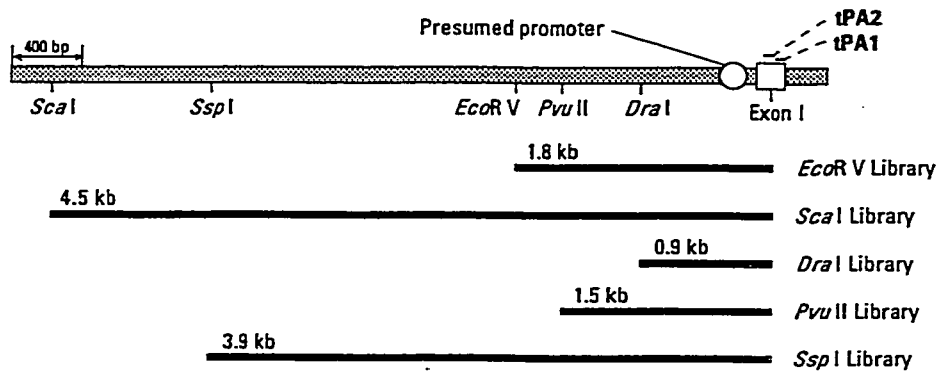 tPA2
Presumed promoter
tPA1
400 bp
Sca I
Ssp I
EcoR V
Pvu II
Dra I
Exon I
1.8 kb
EcoR V Library
4.5 kb
Sca I Library
0.9 kb
Dra I Library
1.5 kb
Pvu II Library
3.9 kb
Ssp I Library